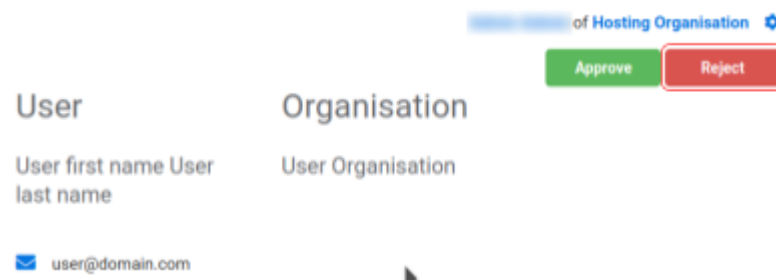 of Hosting Organisation
Approve Reject
User Organisation
User first name User User Organisation
last name
user@domain.com